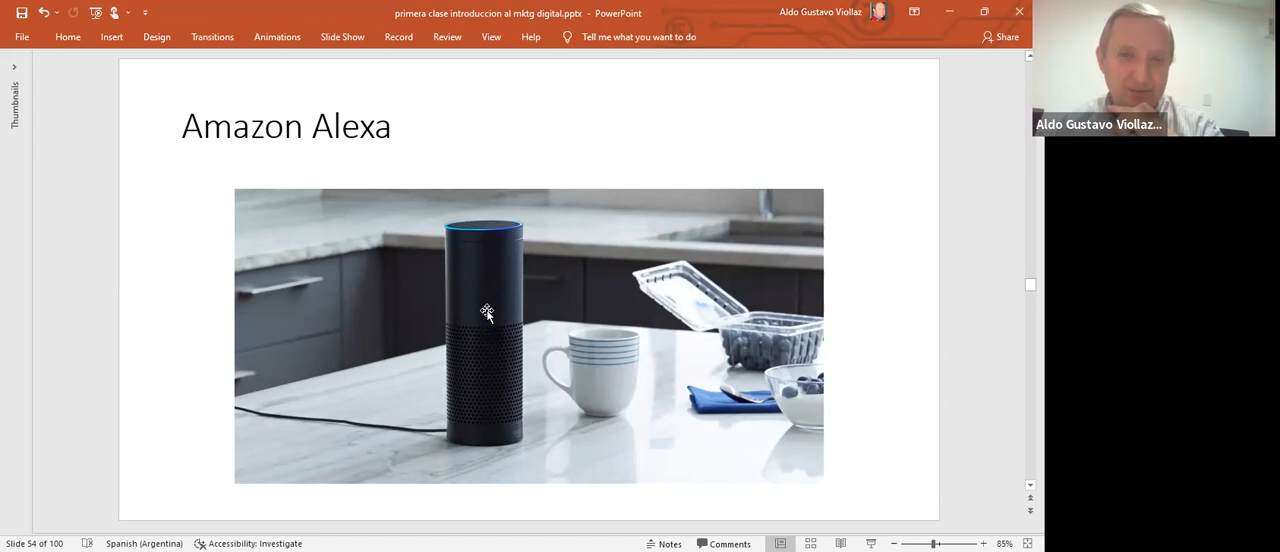 primera clase introduccion al mktg digital.pptx - PowerPoint
Aldo Gustavo Viollaz
File Home Insert Design Transitions Animations Slide Show Record Review View Help Tell me what you want to do Share
Aldo Gustavo Viollaz...
Thumbnails
Amazon Alexa
Slide 54 of 100 Spanish (Argentina) Accessibility: Investigate Notes Comments 85%